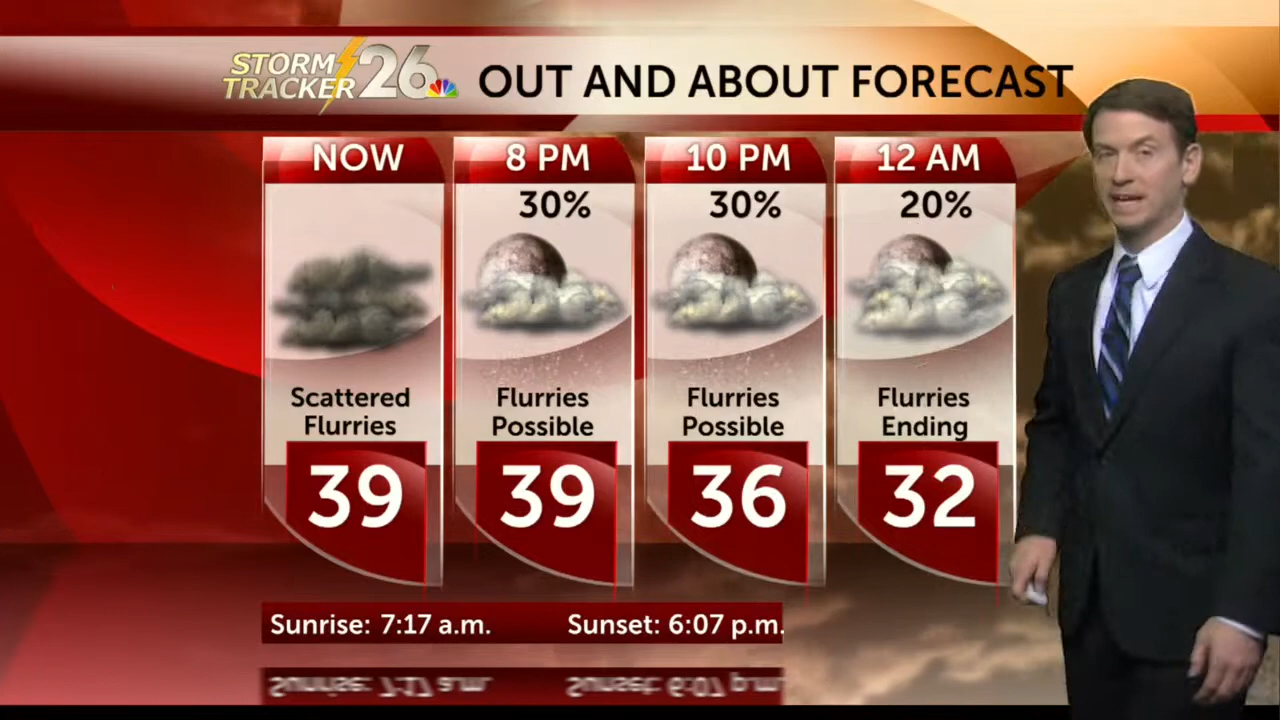 STORM
TRACKER 26
OUT AND ABOUT FORECAST
NOW
Scattered
Flurries
39
8 PM
30%
Flurries
Possible
39
10 PM
30%
Flurries
Possible
36
12 AM
20%
Flurries
Ending
32
Sunrise: 7:17 a.m.
Sunset: 6:07 p.m.